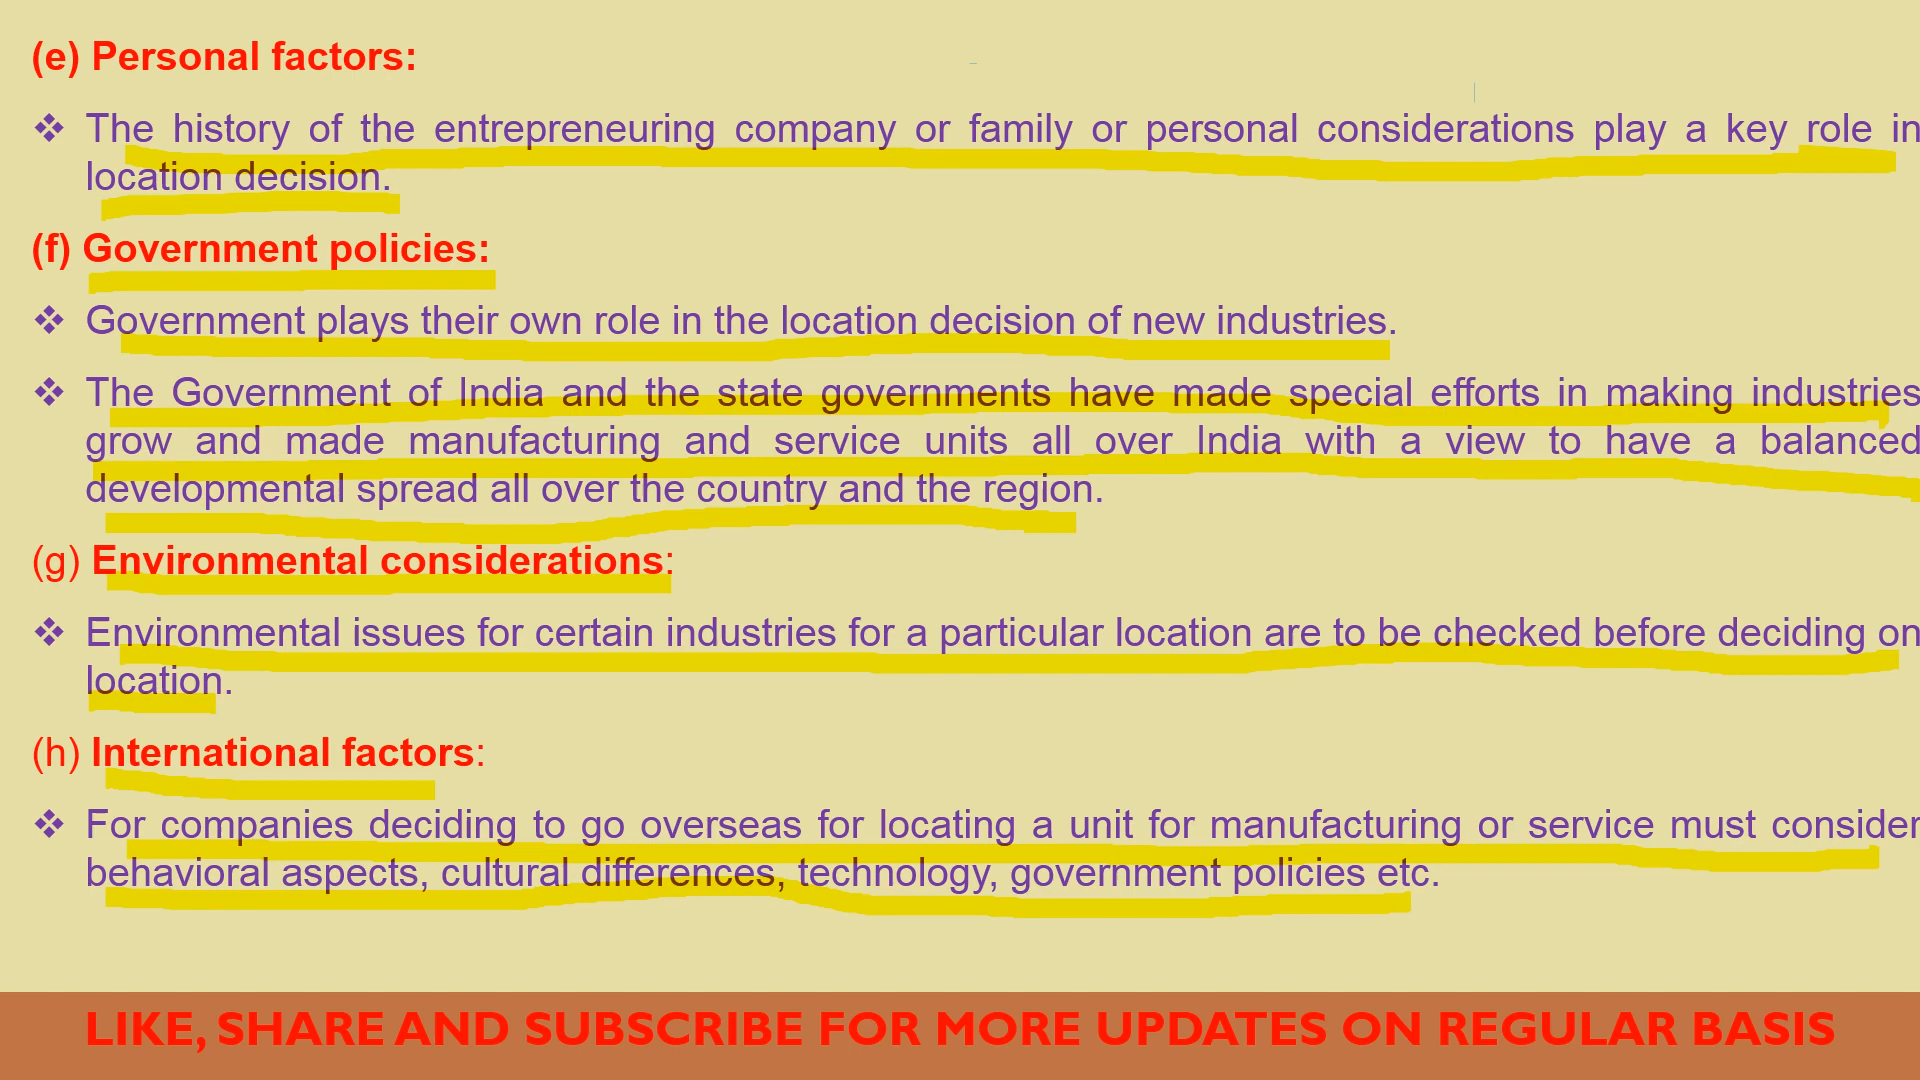 (e) Personal factors:
❖ The history of the entrepreneuring company or family or personal considerations play a key role in
location decision.
(f) Government policies:
❖ Government plays their own role in the location decision of new industries.
❖ The Government of India and the state governments have made special efforts in making industries
grow and made manufacturing and service units all over India with a view to have a balanced
developmental spread all over the country and the region.
(g) Environmental considerations:
❖ Environmental issues for certain industries for a particular location are to be checked before deciding on
location.
(h) International factors:
❖ For companies deciding to go overseas for locating a unit for manufacturing or service must consider
behavioral aspects, cultural differences, technology, government policies etc.
LIKE, SHARE AND SUBSCRIBE FOR MORE UPDATES ON REGULAR BASIS